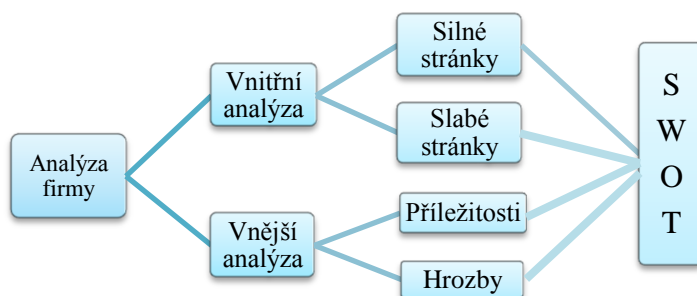 Analýza
firmy
Vnitřní
analýza
Vnější
analýza
Silné
stránky
Slabé
stránky
Příležitosti
Hrozby
S
W
O
T